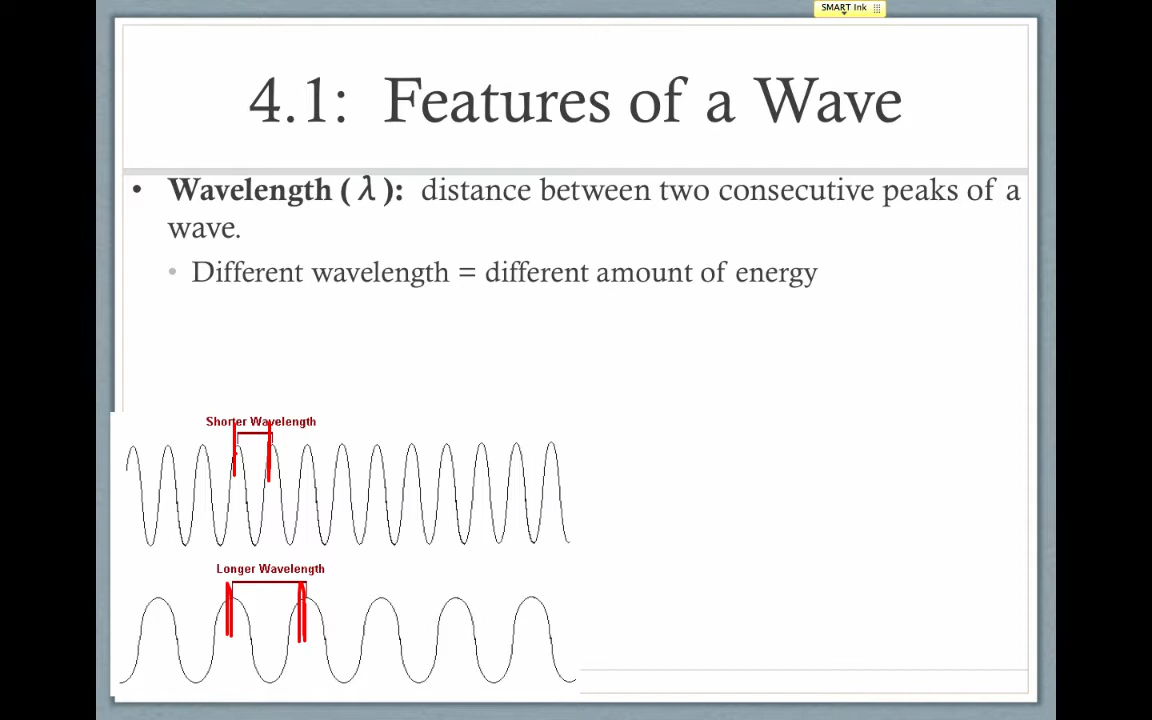 SMART Ink
4.1: Features of a Wave
• Wavelength ( λ ): distance between two consecutive peaks of a
wave.
• Different wavelength = different amount of energy
Shorter Wavelength
Longer Wavelength